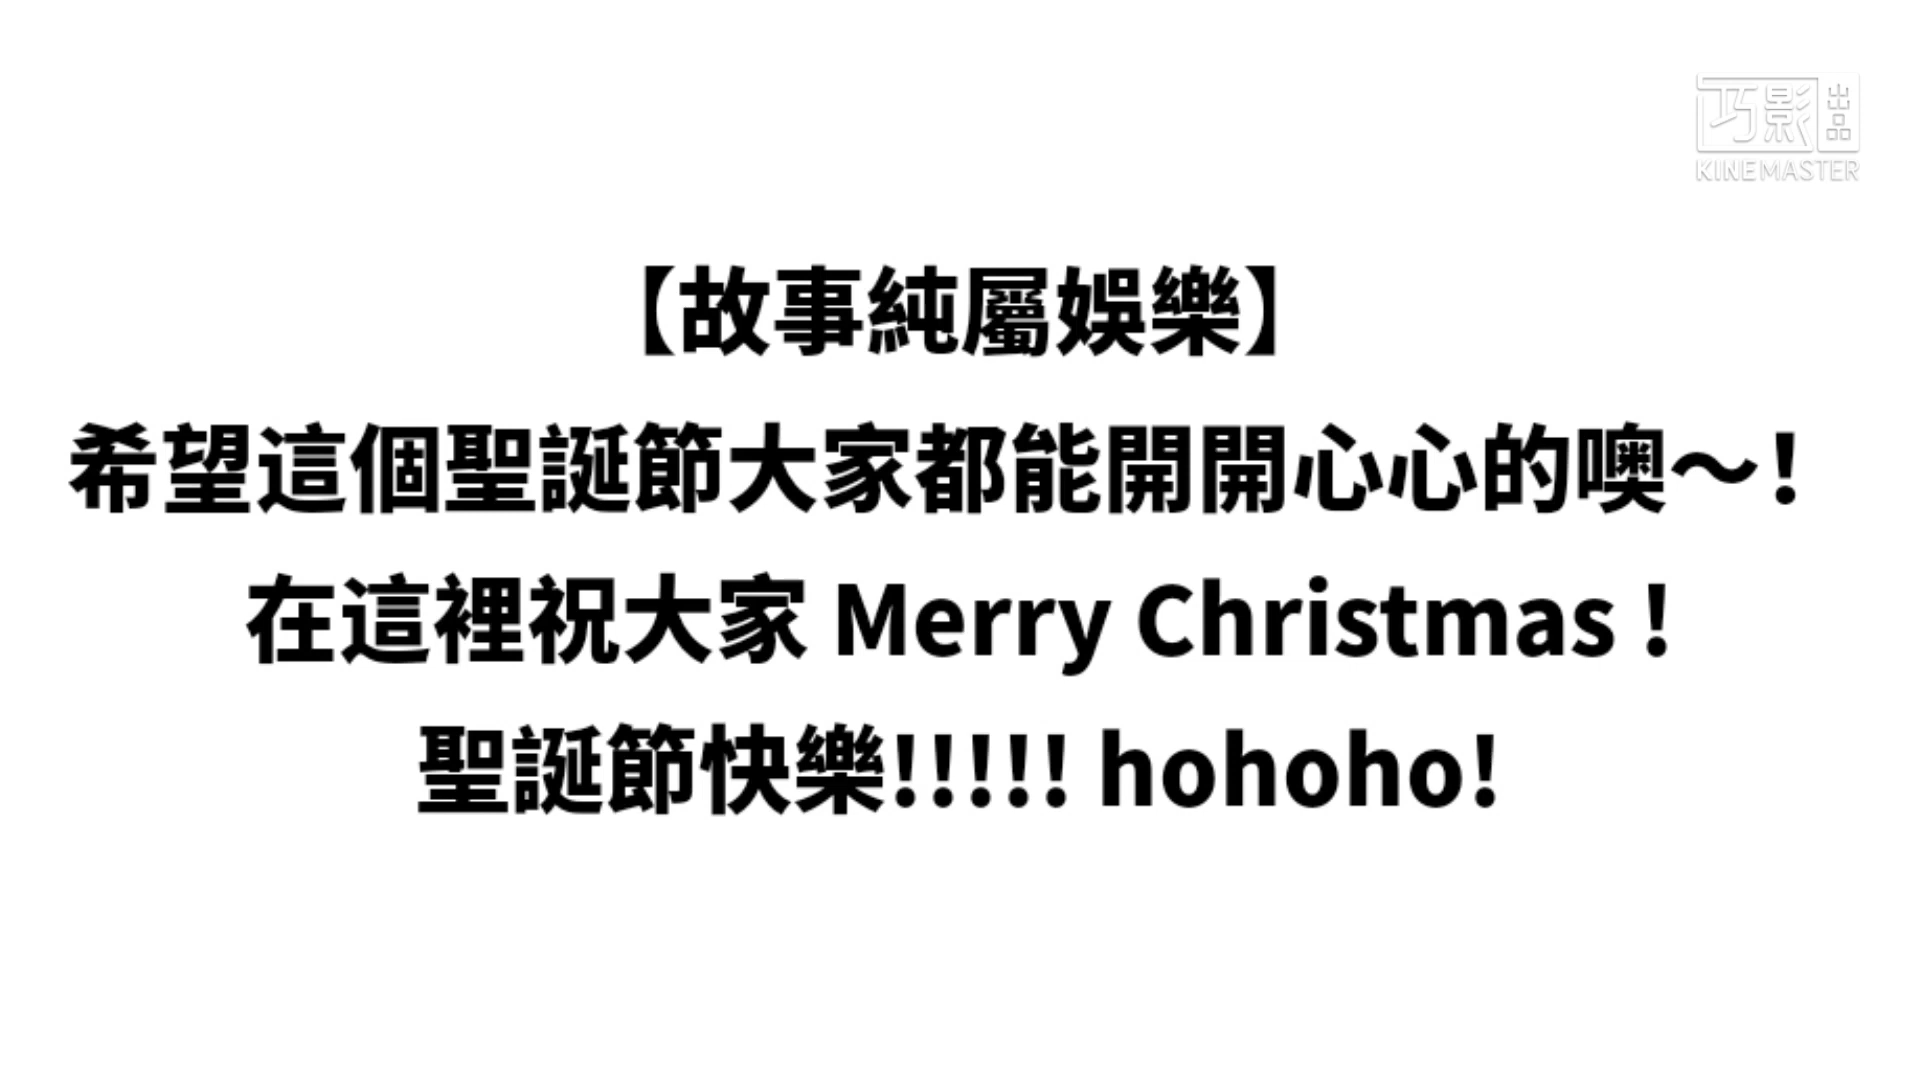 巧影出品
KINEMASTER
【故事純屬娛樂】
希望這個聖誕節大家都能開開心心的噢～！
在這裡祝大家 Merry Christmas !
聖誕節快樂!!!!! hohoho!